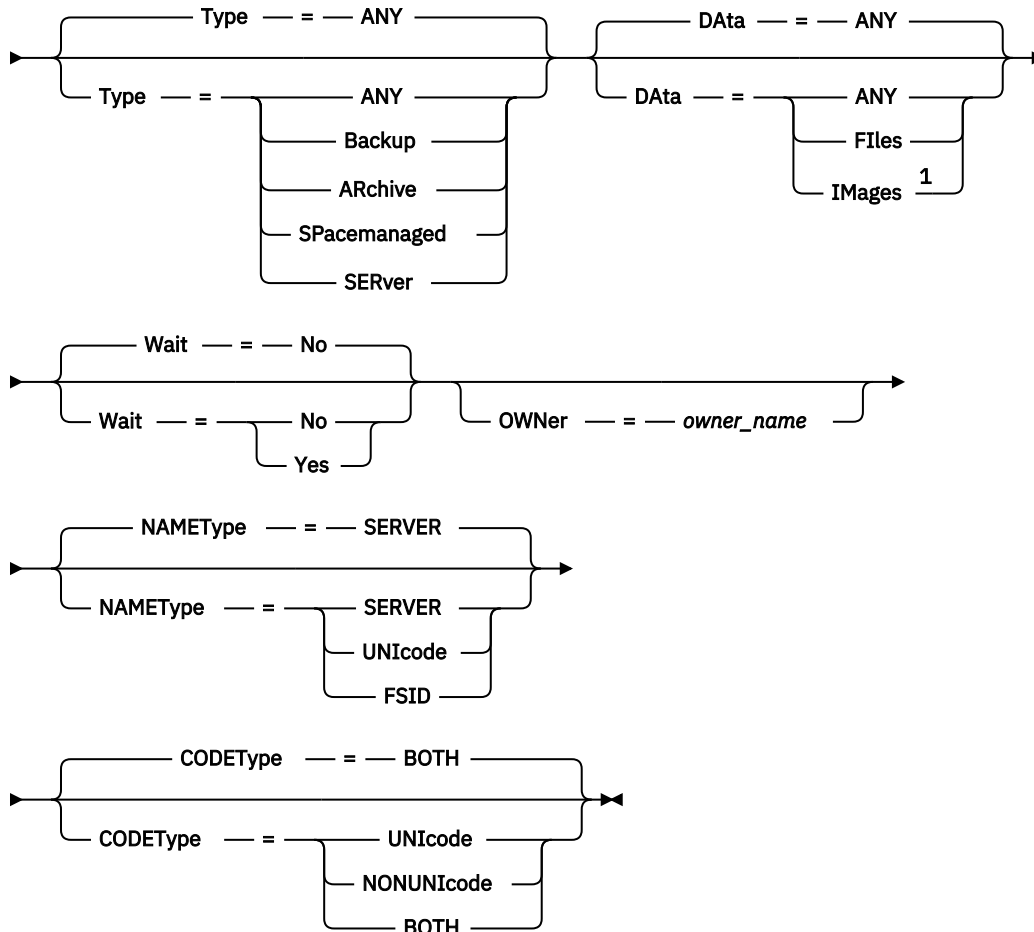 Type = ANY DAta = ANY
Type = ANY DAta = ANY
Backup FIles
ARchive IMages 1
SPacemanaged
SERver
Wait = No
Wait = No OWNer = owner_name
Yes
NAMEType = SERVER
NAMEType = SERVER
UNIcode
FSID
CODEType = BOTH
CODEType = UNIcode
NONUNIcode
BOTH